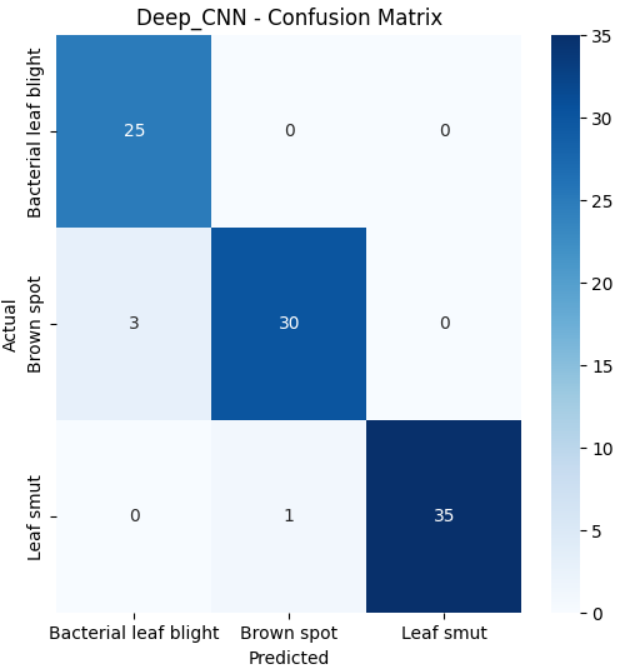 Deep_CNN - Confusion Matrix
Bacterial leaf blight
25 0 0
Brown spot
3 30 0
Leaf smut
0 1 35
Actual
Bacterial leaf blight Brown spot Leaf smut
Predicted
35
30
25
20
15
10
5
0